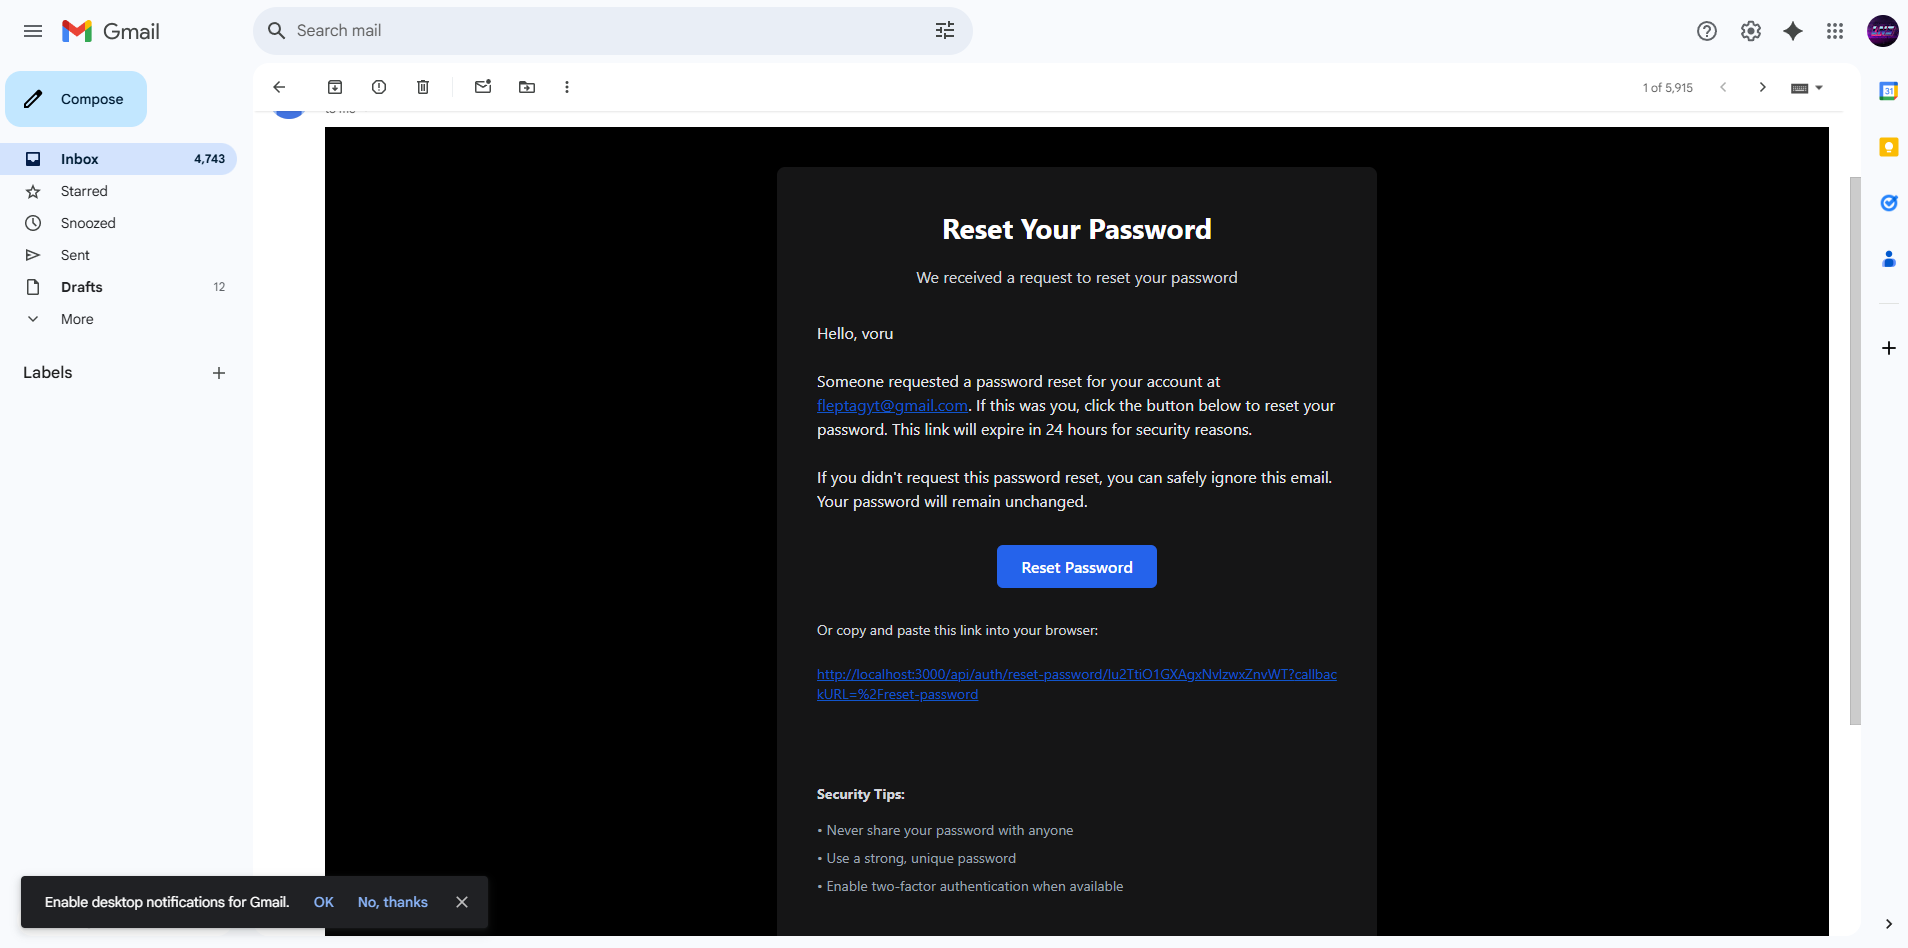 Gmail
Search mail
Compose
1 of 5,915
Inbox 4,743
Starred
Snoozed
Sent
Drafts 12
More
Labels
Reset Your Password
We received a request to reset your password
Hello, voru
Someone requested a password reset for your account at
fleptagyt@gmail.com. If this was you, click the button below to reset your
password. This link will expire in 24 hours for security reasons.
If you didn't request this password reset, you can safely ignore this email.
Your password will remain unchanged.
Reset Password
Or copy and paste this link into your browser:
http://localhost:3000/api/auth/reset-password/lu2TtiO1GXAgxNvlzwxZnvWT?callbac
kURL=%2Freset-password
Security Tips:
• Never share your password with anyone
• Use a strong, unique password
• Enable two-factor authentication when available
Enable desktop notifications for Gmail. OK No, thanks
31